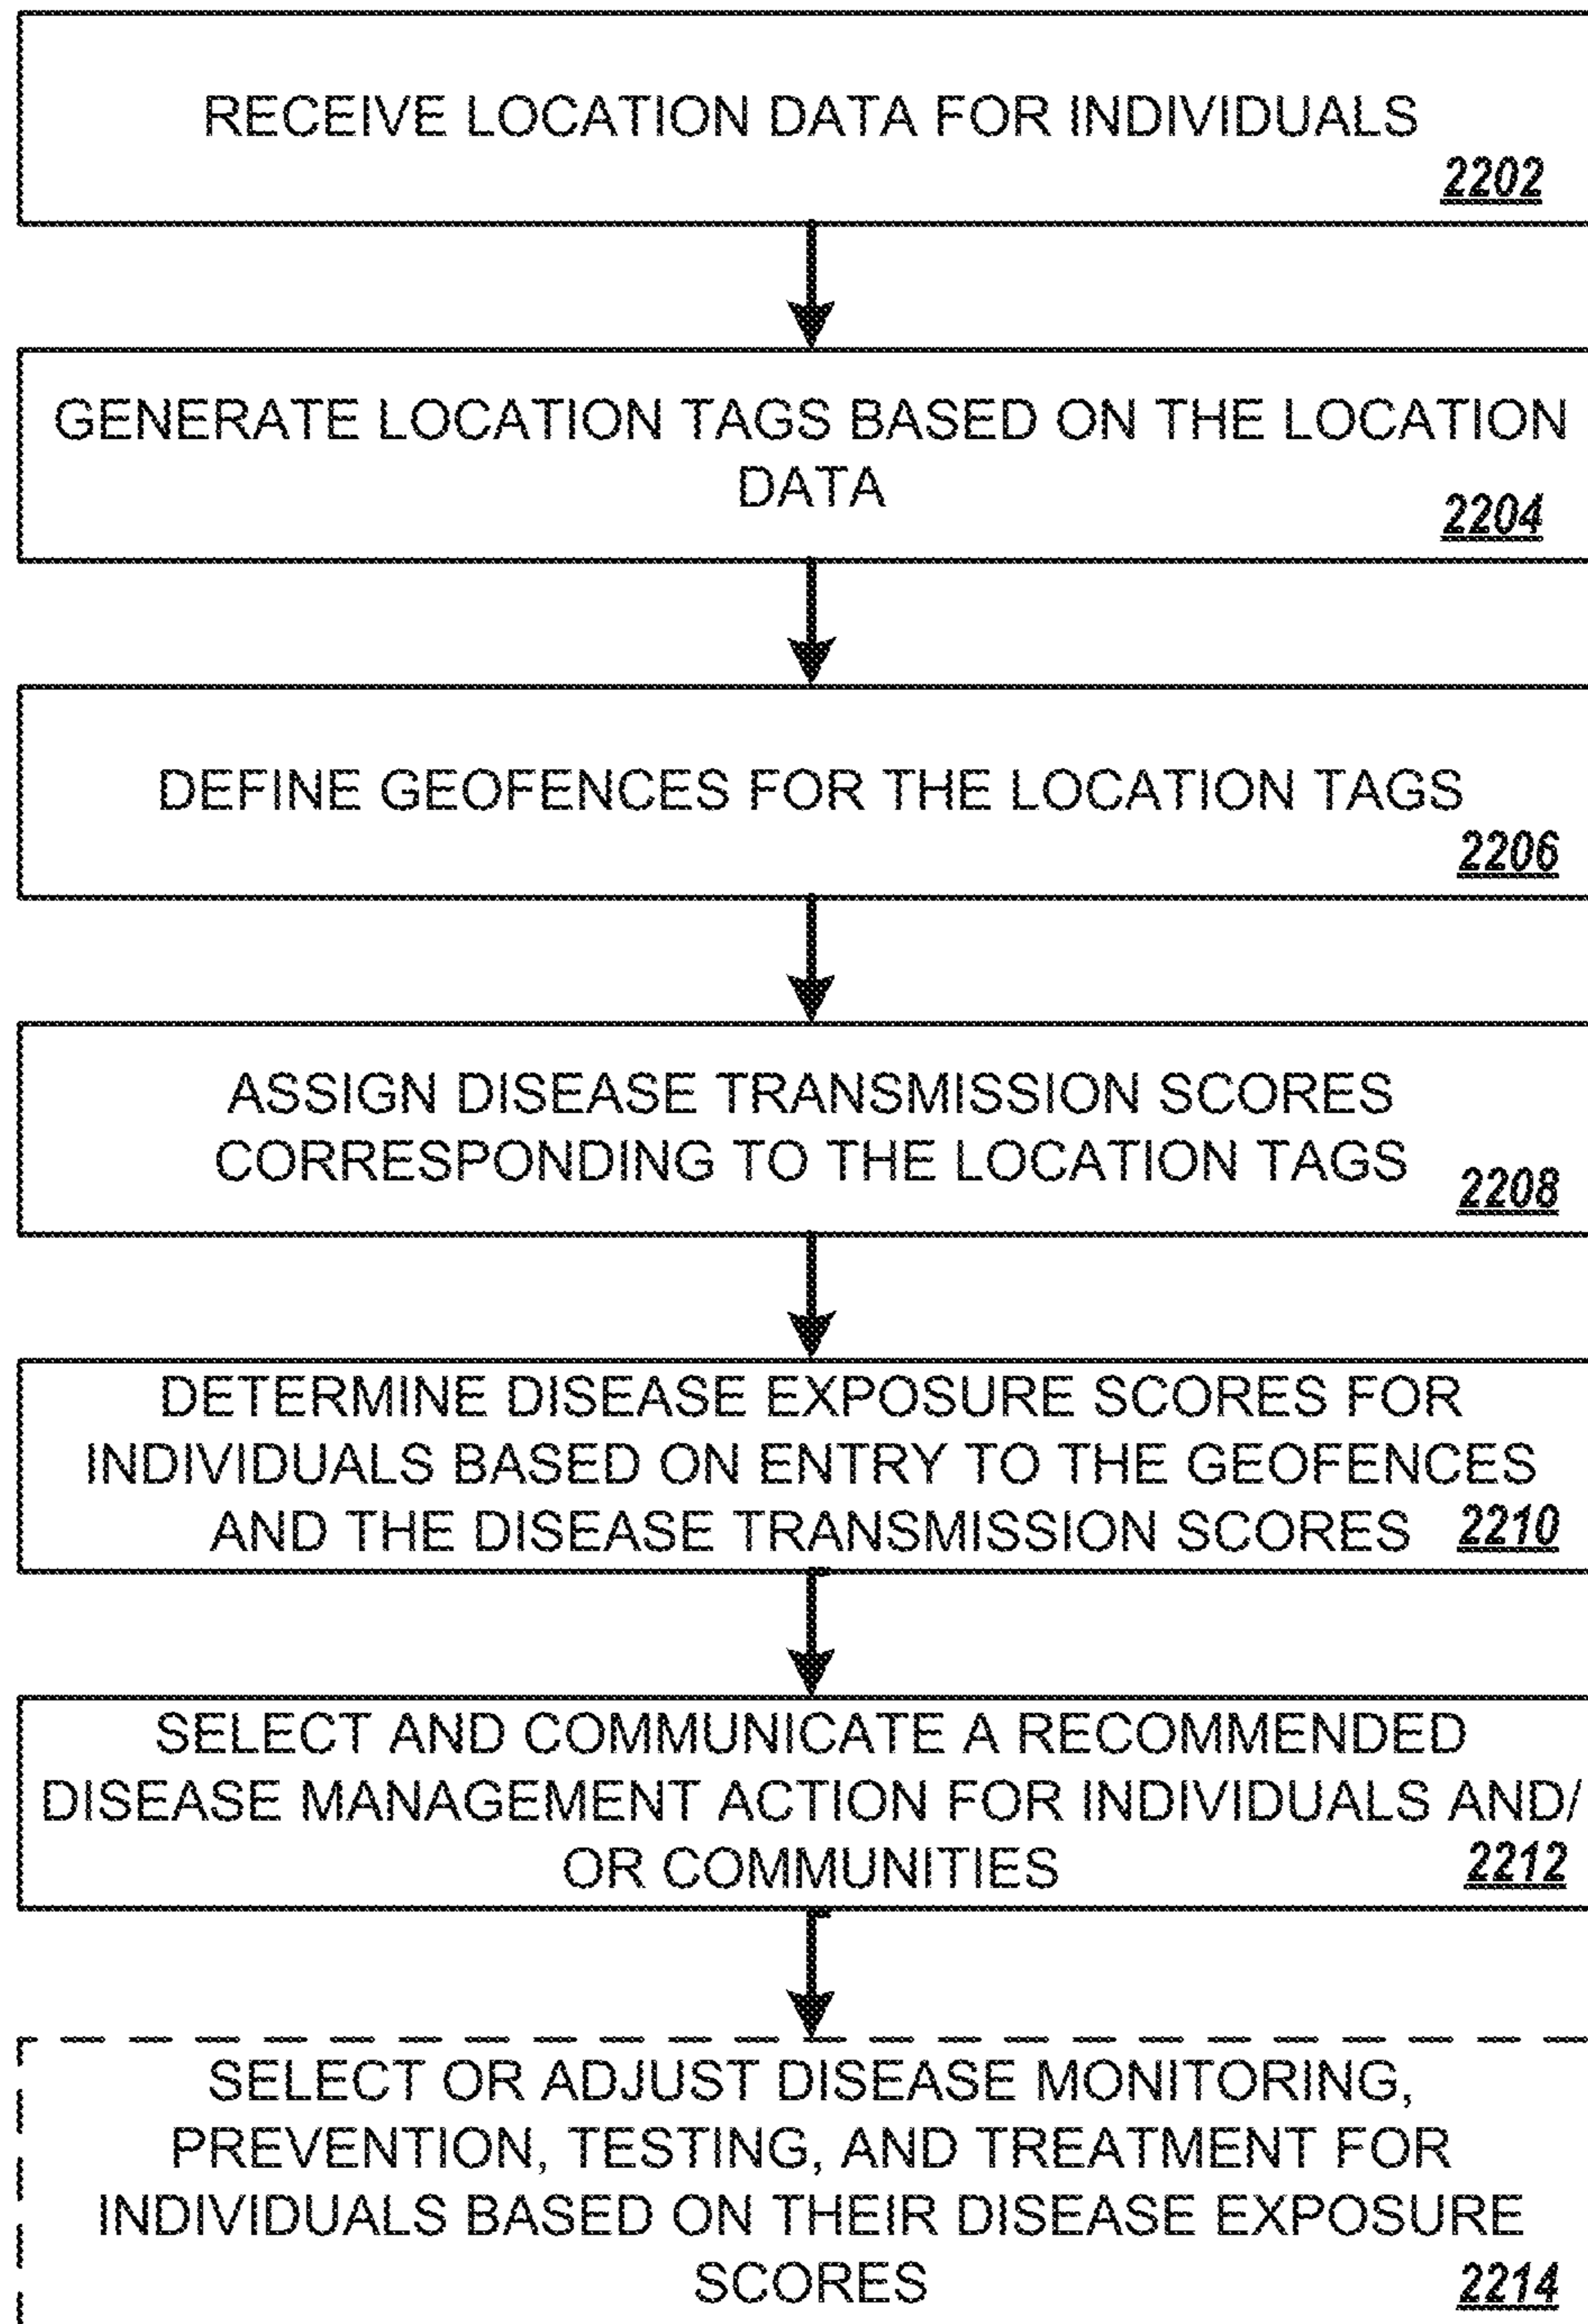 RECEIVE LOCATION DATA FOR INDIVIDUALS
2202
GENERATE LOCATION TAGS BASED ON THE LOCATION
DATA
2204
DEFINE GEOFENCES FOR THE LOCATION TAGS
2206
ASSIGN DISEASE TRANSMISSION SCORES
CORRESPONDING TO THE LOCATION TAGS
2208
DETERMINE DISEASE EXPOSURE SCORES FOR
INDIVIDUALS BASED ON ENTRY TO THE GEOFENCES
AND THE DISEASE TRANSMISSION SCORES 2210
SELECT AND COMMUNICATE A RECOMMENDED
DISEASE MANAGEMENT ACTION FOR INDIVIDUALS AND/
OR COMMUNITIES 2212
SELECT OR ADJUST DISEASE MONITORING,
PREVENTION, TESTING, AND TREATMENT FOR
INDIVIDUALS BASED ON THEIR DISEASE EXPOSURE
SCORES 2214